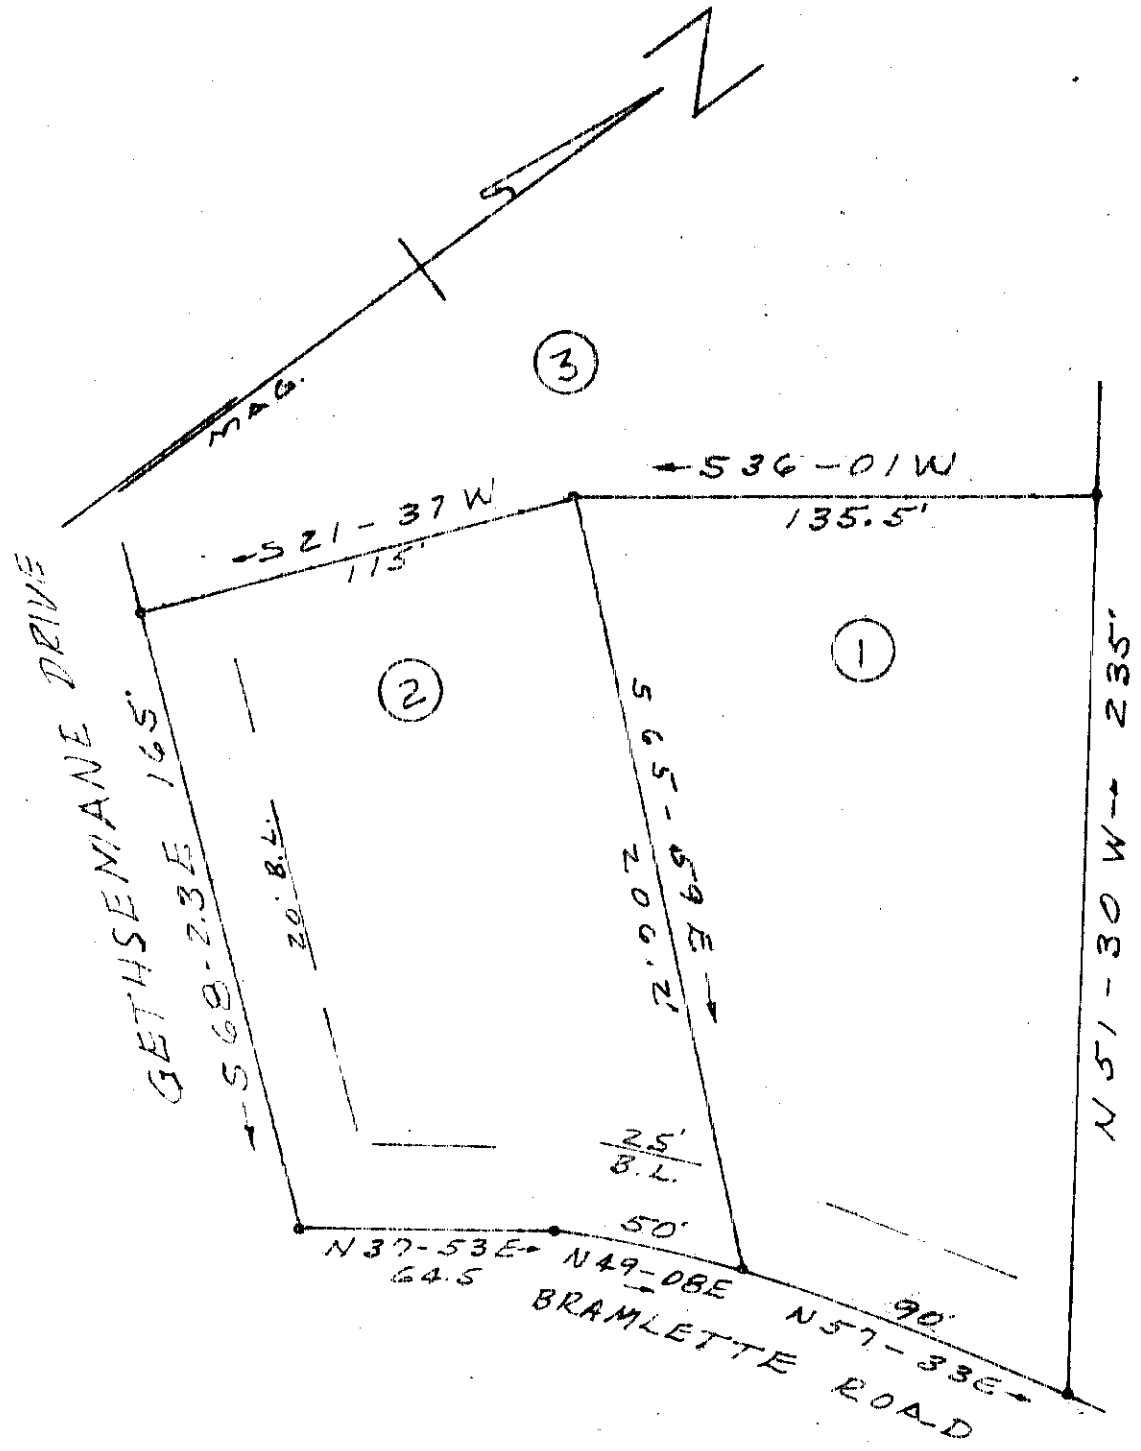 N
MAG.
3
←S 36-01 W
135.5'
←S 21-37 W
115'
GETHSEMANE DRIVE
←S 68-23 E 165'
2
1
S 65-59 E→
206.2
N 51-30 W→ 235'
20' B.L.
25'
B.L.
50'
N 37-53 E→
64.5
N 49-08 E
→
90'
N 57-33 E→
BRAMLETTE ROAD